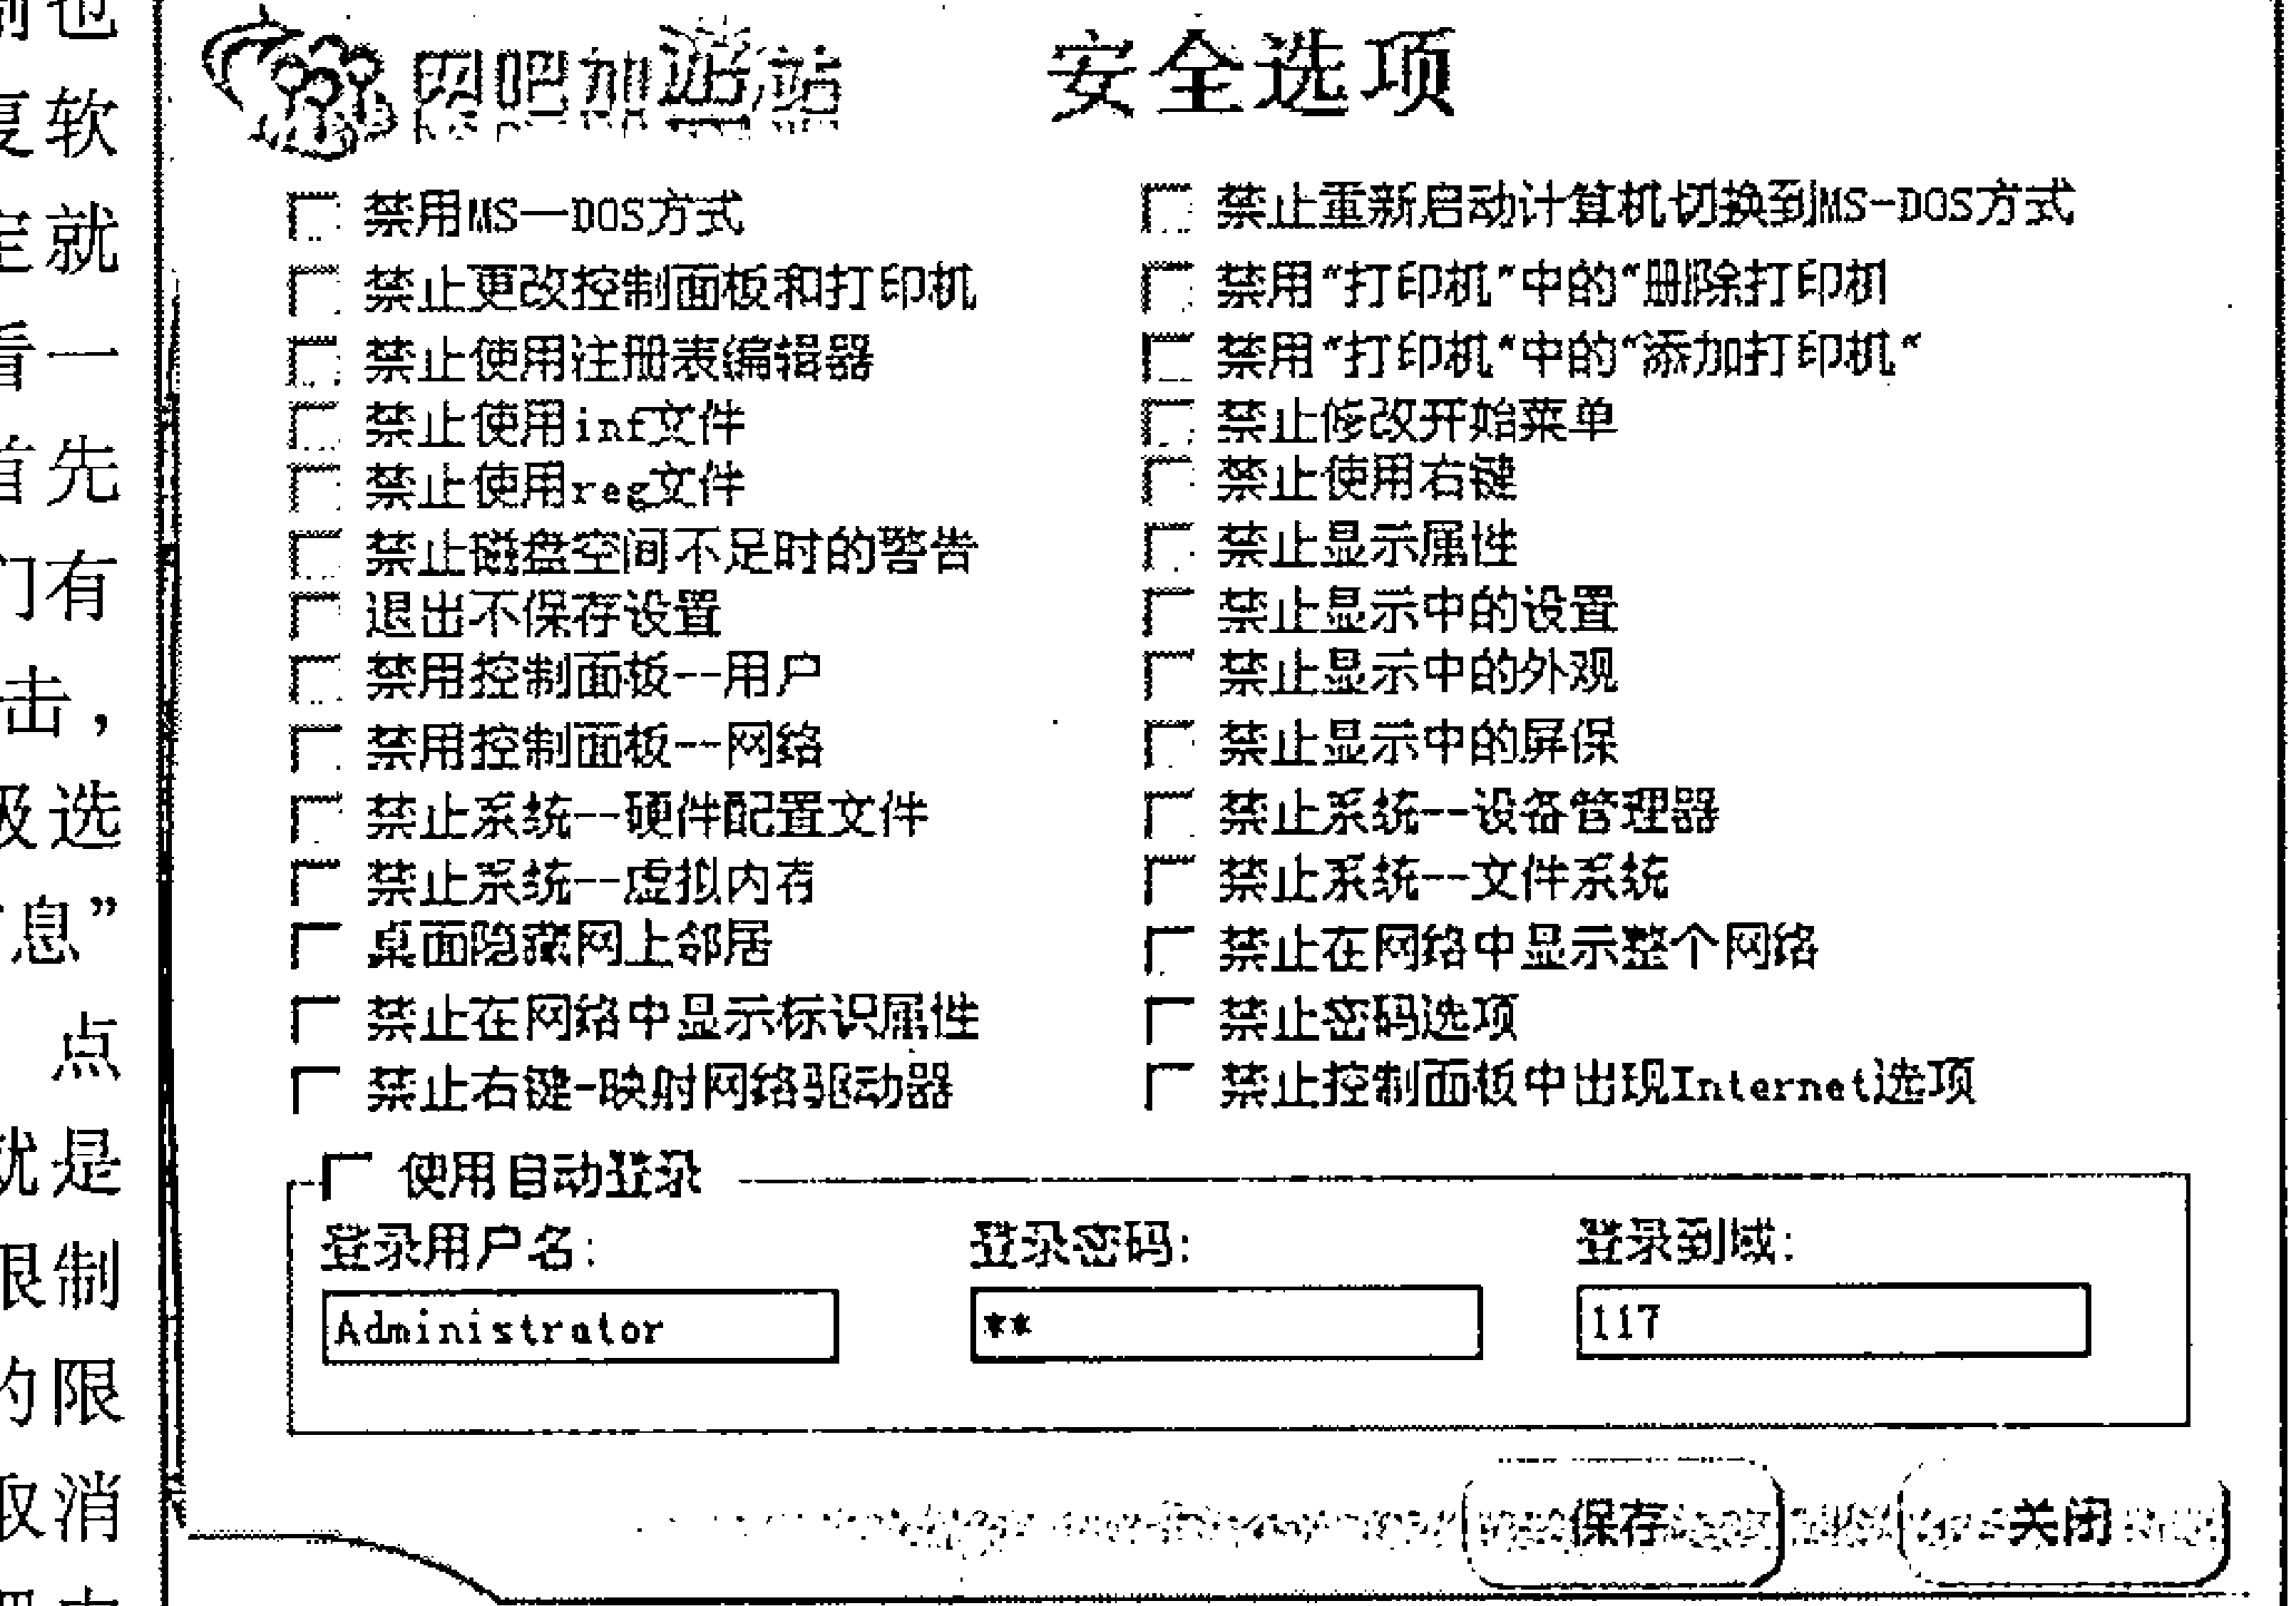 网吧加 站
安全选项
禁用MS—DOS方式
禁止重新启动计算机切换到MS-DOS方式
禁止更改控制面板和打印机
禁用“打印机”中的“删除打印机
禁止使用注册表编辑器
禁用“打印机“中的“添加打印机“
禁止使用inf文件
禁止修改开始菜单
禁止使用reg文件
禁止使用右键
禁止磁盘空间不足时的警告
禁止显示属性
退出不保存设置
禁止显示中的设置
禁用控制面板--用户
禁止显示中的外观
禁用控制面板--网络
禁止显示中的屏保
禁止系统--硬件配置文件
禁止系统--设备管理器
禁止系统--虚拟内存
禁止系统--文件系统
桌面隐藏网上邻居
禁止在网络中显示整个网络
禁止在网络中显示标识属性
禁止密码选项
禁止右键-映射网络驱动器
禁止控制面板中出现Internet选项
使用自动登录
登录用户名:
登录密码:
登录到域:
Administrator
**
117
保存
关闭
也
软
就
一
首先
们有
击，
级选
息”
点
就是
限制
的限
取消